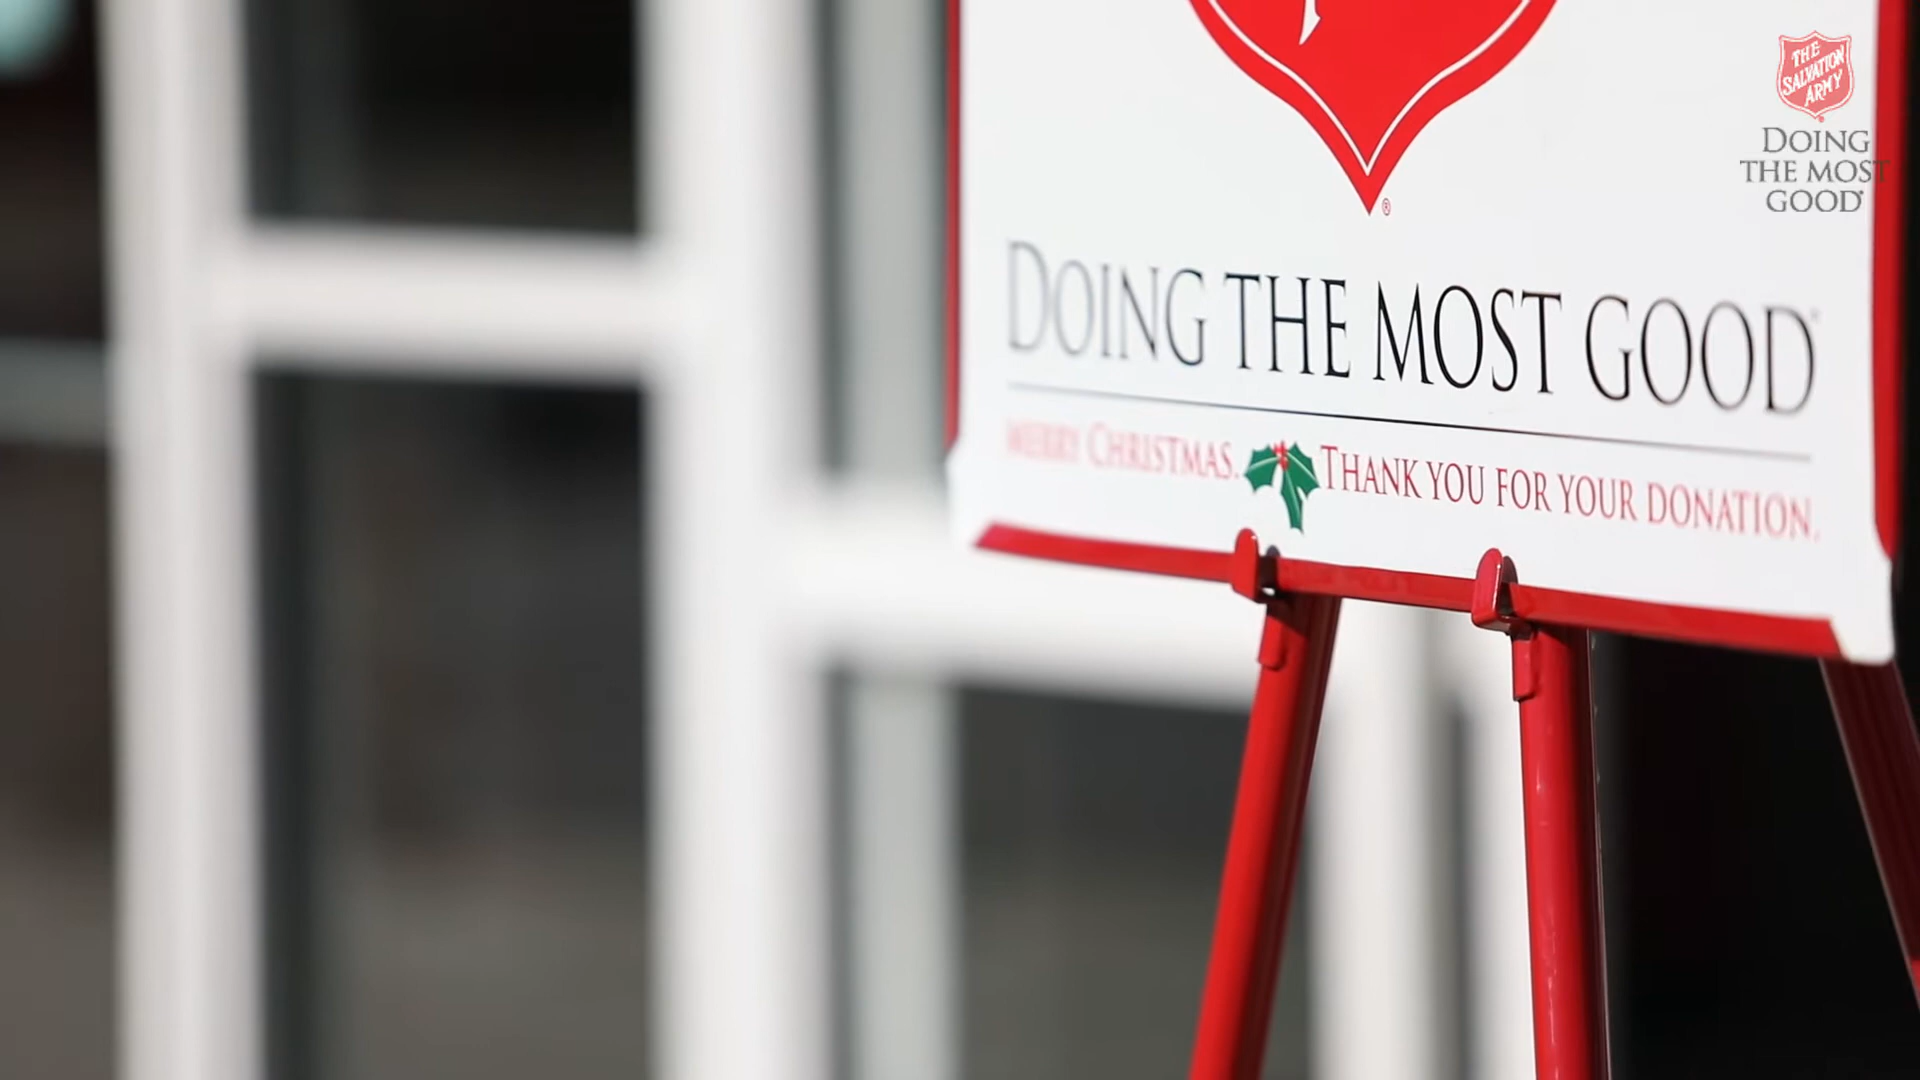 THE
SALVATION
ARMY
DOING
THE MOST
GOOD®
®
DOING THE MOST GOOD®
MERRY CHRISTMAS. THANK YOU FOR YOUR DONATION.